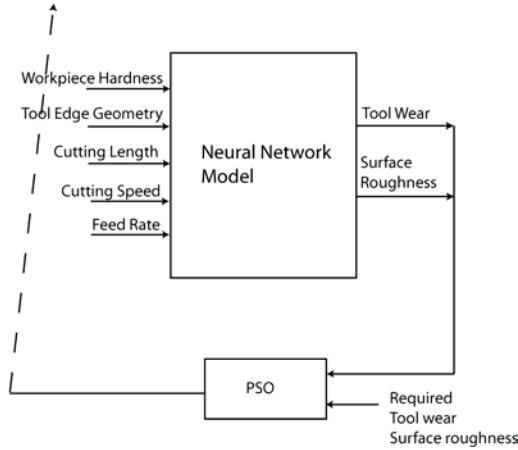 Workpiece Hardness
Tool Edge Geometry
Cutting Length
Cutting Speed
Feed Rate
Neural Network
Model
Tool Wear
Surface
Roughness
PSO
Required
Tool wear
Surface roughness